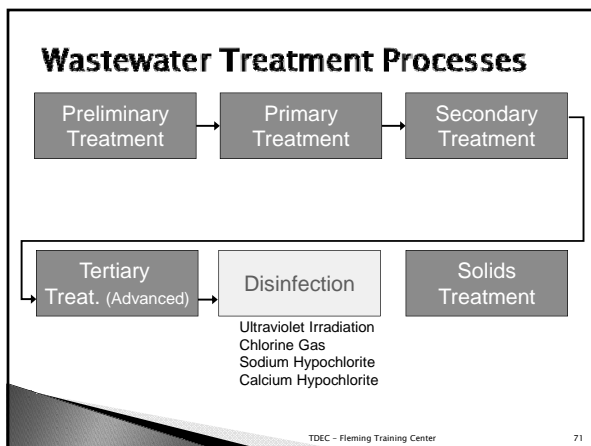 Wastewater Treatment Processes
Preliminary
Treatment
Primary
Treatment
Secondary
Treatment
Tertiary
Treat. (Advanced)
Disinfection
Solids
Treatment
Ultraviolet Irradiation
Chlorine Gas
Sodium Hypochlorite
Calcium Hypochlorite
TDEC - Fleming Training Center
71